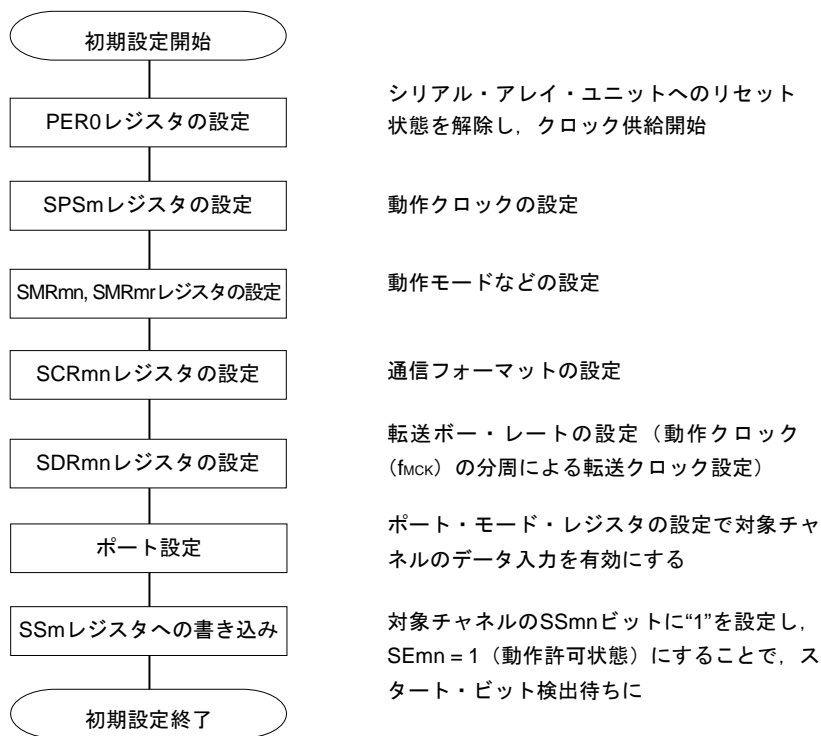 初期設定開始
PER0レジスタの設定
シリアル・アレイ・ユニットへのリセット
状態を解除し，クロック供給開始
SPSmレジスタの設定
動作クロックの設定
SMRmn, SMRmrレジスタの設定
動作モードなどの設定
SCRmnレジスタの設定
通信フォーマットの設定
SDRmnレジスタの設定
転送ボー・レートの設定（動作クロック
（fMCK）の分周による転送クロック設定）
ポート設定
ポート・モード・レジスタの設定で対象チャ
ネルのデータ入力を有効にする
SSmレジスタへの書き込み
対象チャネルのSSmnビットに“1”を設定し，
SEmn = 1（動作許可状態）にすることで，ス
タート・ビット検出待ちに
初期設定終了